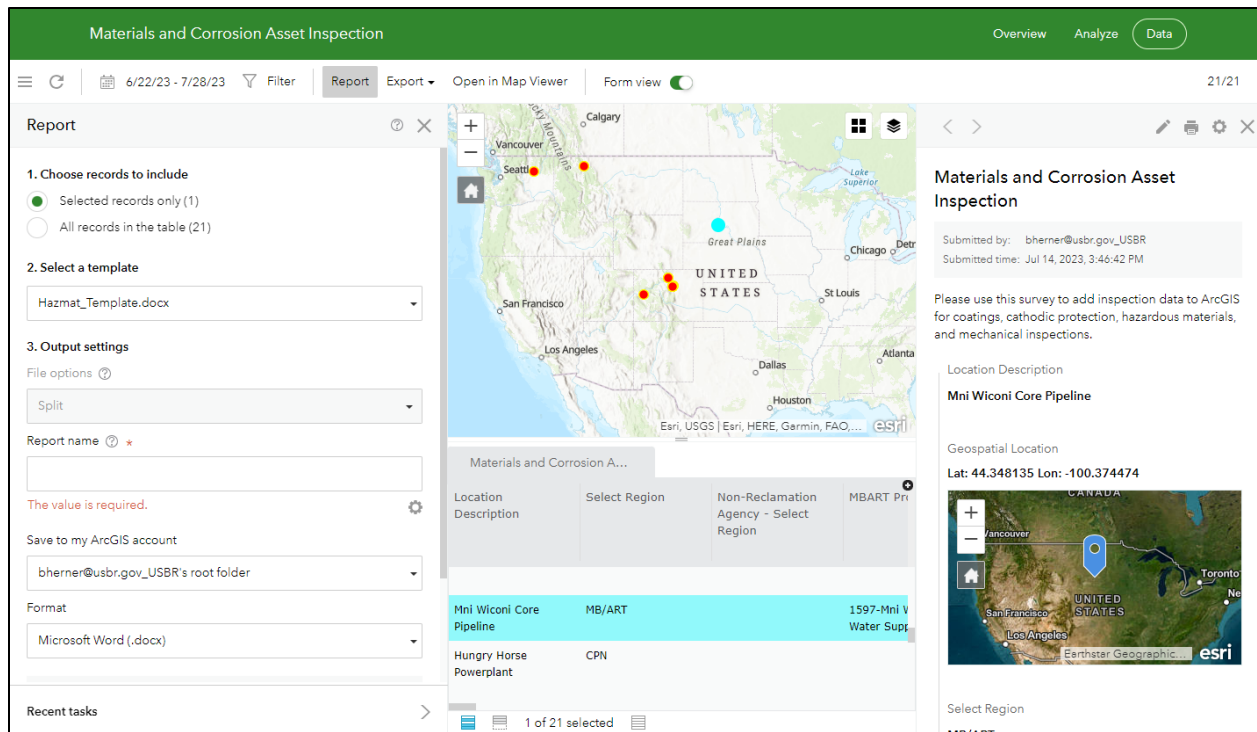 Materials and Corrosion Asset Inspection
Overview
Analyze
Data
6/22/23 - 7/28/23
Filter
Report
Export
Open in Map Viewer
Form view
21/21
Report
1. Choose records to include
Selected records only (1)
All records in the table (21)
2. Select a template
Hazmat_Template.docx
3. Output settings
File options
Split
Report name *
The value is required.
Save to my ArcGIS account
bherner@usbr.gov_USBR's root folder
Format
Microsoft Word (.docx)
Recent tasks
Calgary
Rocky Mountains
Vancouver
Seattl
Lake
Superior
Great Plains
Chicago
Detr
UNITED
STATES
San Francisco
St Louis
Los Angeles
Atlanta
Dallas
Houston
Esri, USGS | Esri, HERE, Garmin, FAO,...
esri
Materials and Corrosion A...
Location
Description
Select Region
Non-Reclamation
Agency - Select
Region
MBART Pro
Mni Wiconi Core
Pipeline
MB/ART
1597-Mni W
Water Supp
Hungry Horse
Powerplant
CPN
1 of 21 selected
Materials and Corrosion Asset
Inspection
Submitted by: bherner@usbr.gov_USBR
Submitted time: Jul 14, 2023, 3:46:42 PM
Please use this survey to add inspection data to ArcGIS
for coatings, cathodic protection, hazardous materials,
and mechanical inspections.
Location Description
Mni Wiconi Core Pipeline
Geospatial Location
Lat: 44.348135 Lon: -100.374474
CANADA
Vancouver
Toronto
Ne
UNITED
STATES
San Francisco
Los Angeles
Earthstar Geographic...
esri
Select Region
MB/ART